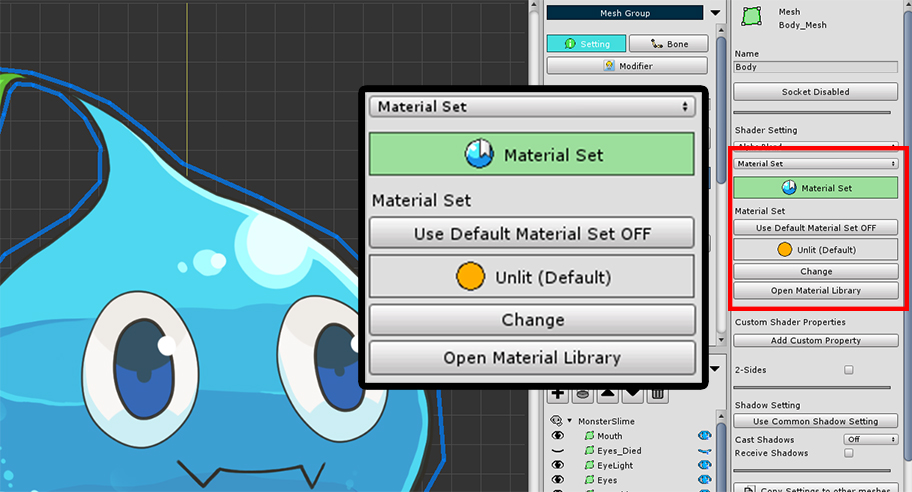 Mesh Group
Setting
Bone
Modifier
Material Set
Material Set
Material Set
Use Default Material Set OFF
Unlit (Default)
Change
Open Material Library
MonsterSlime
Mouth
Eyes_Died
EyeLight
Eyes
Mesh
Body_Mesh
Name
Body
Socket Disabled
Shader Setting
Alpha Blend
Material Set
Material Set
Material Set
Use Default Material Set OFF
Unlit (Default)
Change
Open Material Library
Custom Shader Properties
Add Custom Property
2-Sides
Shadow Setting
Use Common Shadow Setting
Cast Shadows Off
Receive Shadows
Copy Settings to other meshes